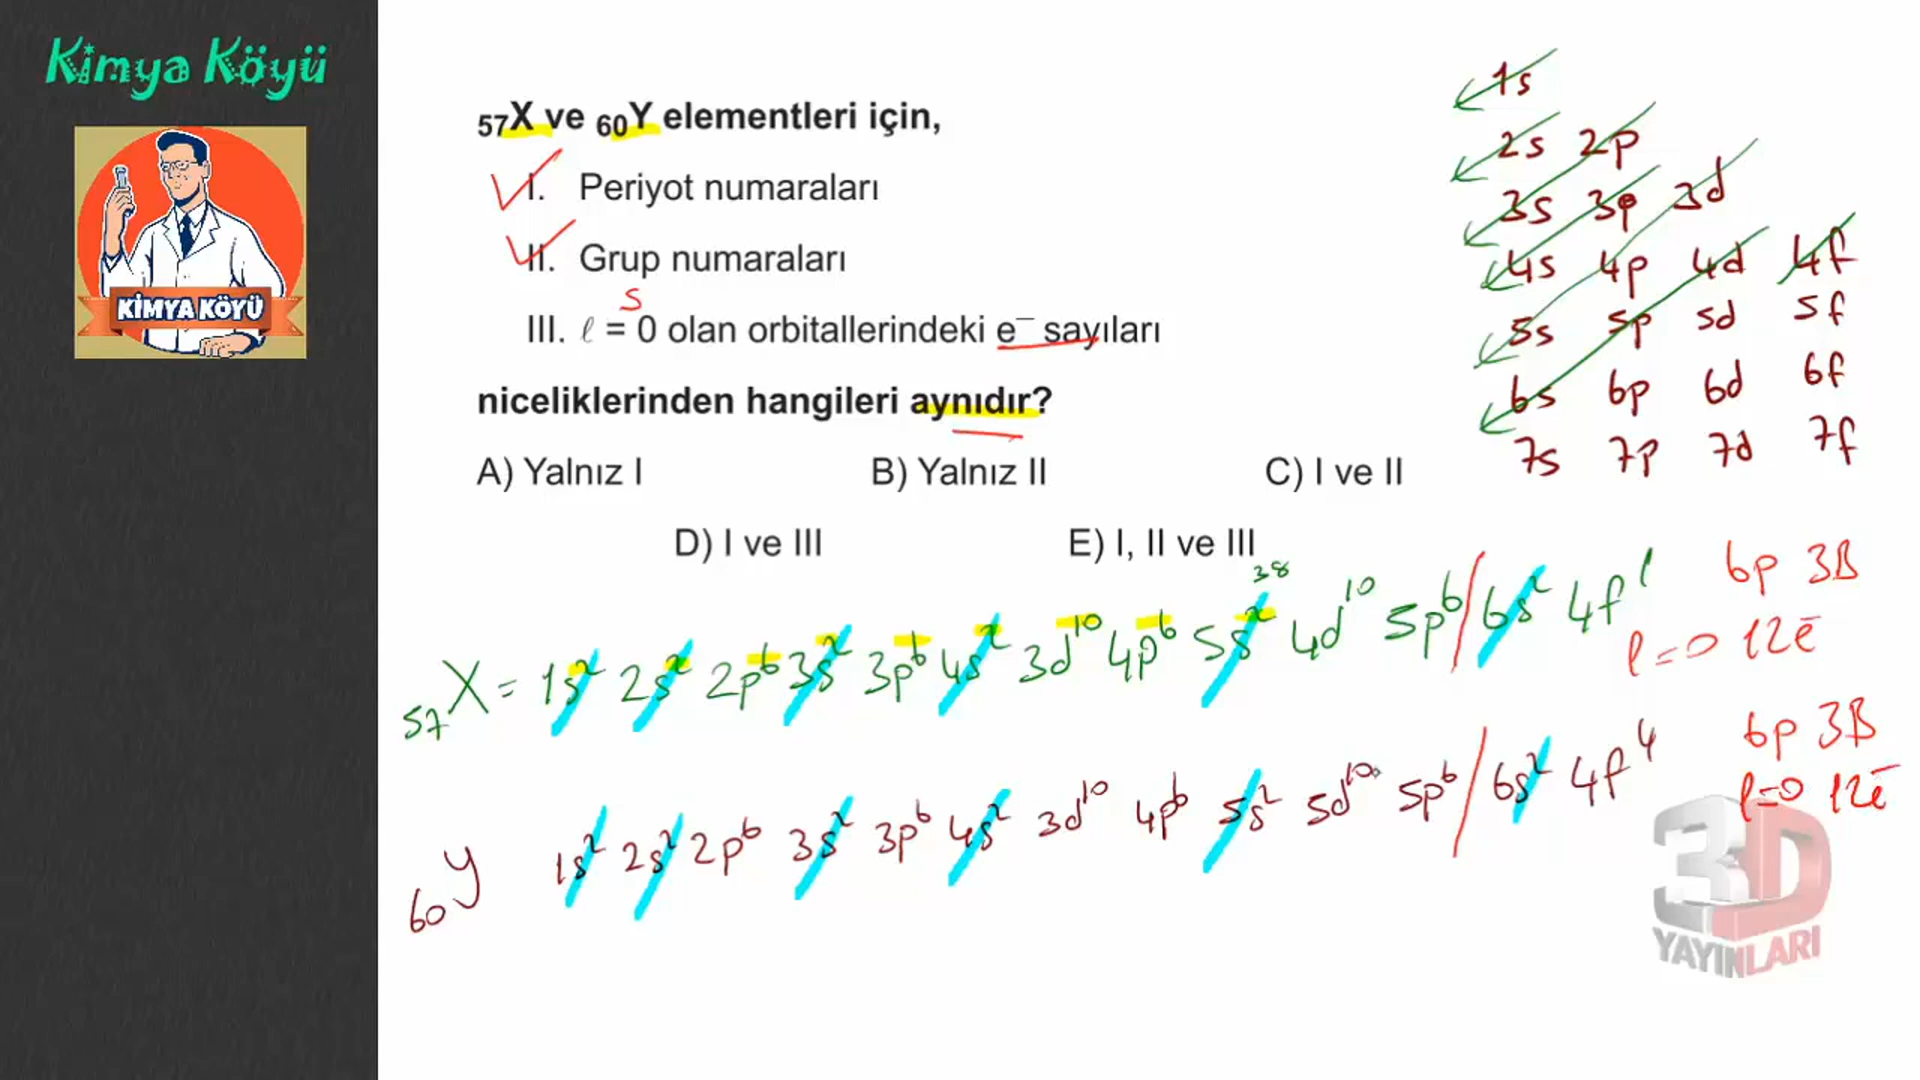 Kimya Köyü
KİMYA KÖYÜ
57X ve 60Y elementleri için,
I. Periyot numaraları
II. Grup numaraları
s
III. ℓ = 0 olan orbitallerindeki e⁻ sayıları
niceliklerinden hangileri aynıdır?
A) Yalnız I B) Yalnız II C) I ve II
D) I ve III E) I, II ve III
1s
2s 2p
3s 3p 3d
4s 4p 4d 4f
5s 5p 5d 5f
6s 6p 6d 6f
7s 7p 7d 7f
38
57X = 1s² 2s² 2p⁶ 3s² 3p⁶ 4s² 3d¹⁰ 4p⁶ 5s² 4d¹⁰ 5p⁶ / 6s² 4f¹ 6p 3B
l=0 12e⁻
60Y 1s² 2s² 2p⁶ 3s² 3p⁶ 4s² 3d¹⁰ 4p⁶ 5s² 5d¹⁰ 5p⁶ / 6s² 4f⁴ 6p 3B
l=0 12e⁻
3D
YAYINLARI